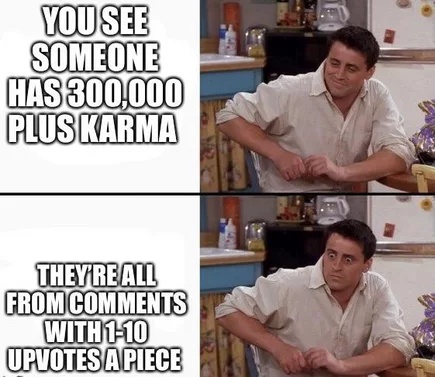 YOU SEE
SOMEONE
HAS 300,000
PLUS KARMA
THEY'RE ALL
FROM COMMENTS
WITH 1-10
UPVOTES A PIECE